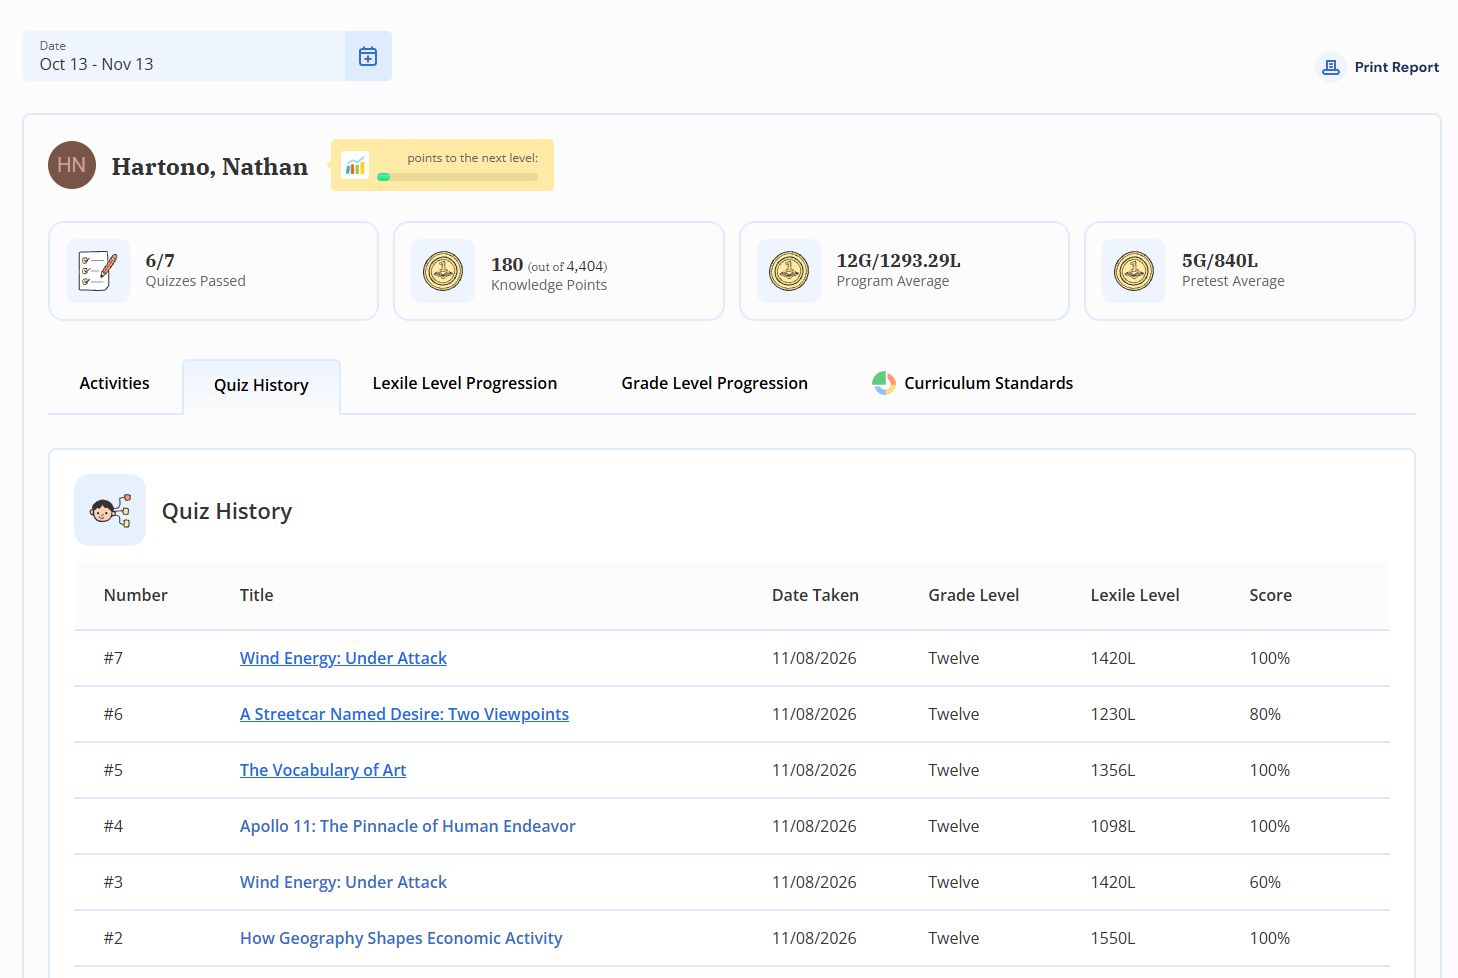 Date
Oct 13 - Nov 13
Print Report
HN
Hartono, Nathan
points to the next level:
6/7
Quizzes Passed
180 (out of 4,404)
Knowledge Points
12G/1293.29L
Program Average
5G/840L
Pretest Average
Activities
Quiz History
Lexile Level Progression
Grade Level Progression
Curriculum Standards
Quiz History
Number Title Date Taken Grade Level Lexile Level Score
#7 Wind Energy: Under Attack 11/08/2026 Twelve 1420L 100%
#6 A Streetcar Named Desire: Two Viewpoints 11/08/2026 Twelve 1230L 80%
#5 The Vocabulary of Art 11/08/2026 Twelve 1356L 100%
#4 Apollo 11: The Pinnacle of Human Endeavor 11/08/2026 Twelve 1098L 100%
#3 Wind Energy: Under Attack 11/08/2026 Twelve 1420L 60%
#2 How Geography Shapes Economic Activity 11/08/2026 Twelve 1550L 100%